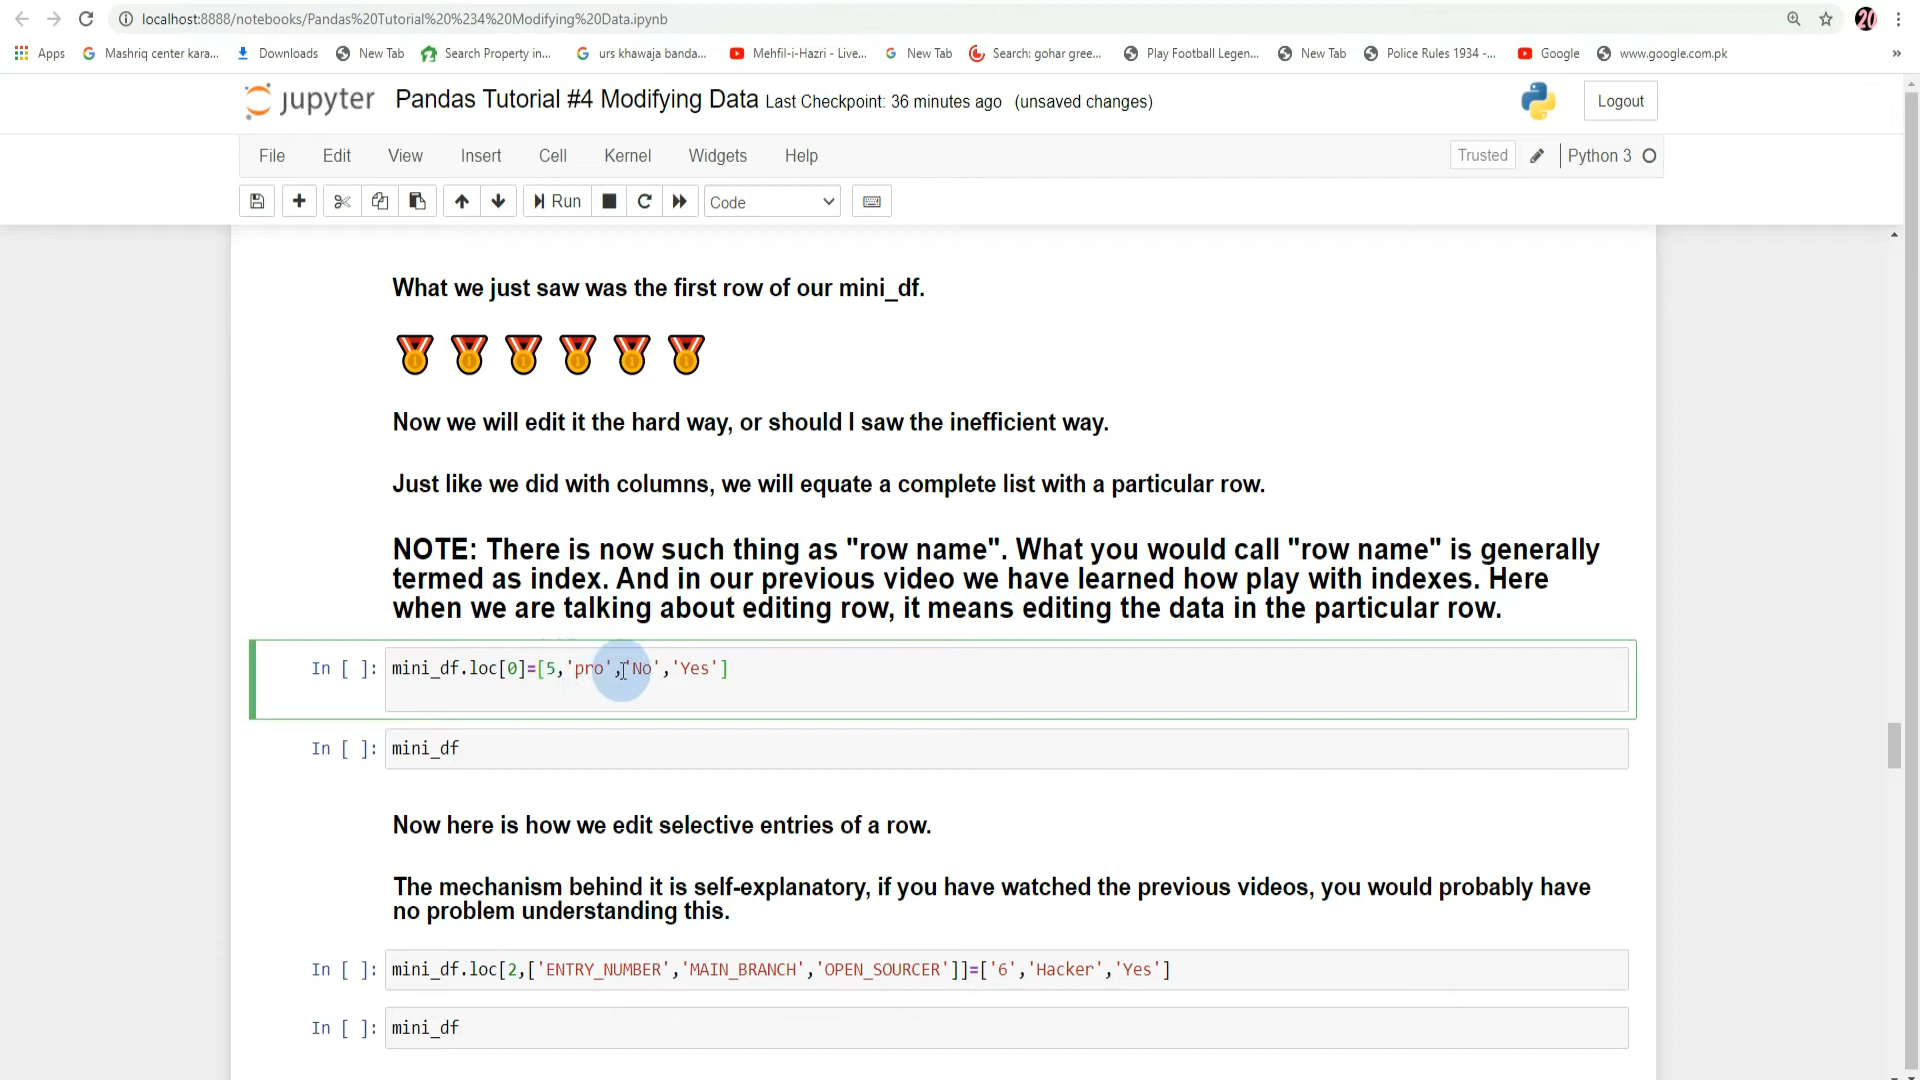 localhost:8888/notebooks/Pandas%20Tutorial%20%234%20Modifying%20Data.ipynb
20
Apps Mashriq center kara... Downloads New Tab Search Property in... urs khawaja banda... Mehfil-i-Hazri - Live... New Tab Search: gohar gree... Play Football Legen... New Tab Police Rules 1934 -... Google www.google.com.pk »
jupyter Pandas Tutorial #4 Modifying Data Last Checkpoint: 36 minutes ago (unsaved changes) Logout
File Edit View Insert Cell Kernel Widgets Help Trusted Python 3
Run Code
What we just saw was the first row of our mini_df.
Now we will edit it the hard way, or should I saw the inefficient way.
Just like we did with columns, we will equate a complete list with a particular row.
NOTE: There is now such thing as "row name". What you would call "row name" is generally
termed as index. And in our previous video we have learned how play with indexes. Here
when we are talking about editing row, it means editing the data in the particular row.
In [ ]: mini_df.loc[0]=[5,'pro','No','Yes']
In [ ]: mini_df
Now here is how we edit selective entries of a row.
The mechanism behind it is self-explanatory, if you have watched the previous videos, you would probably have
no problem understanding this.
In [ ]: mini_df.loc[2,['ENTRY_NUMBER','MAIN_BRANCH','OPEN_SOURCER']]=['6','Hacker','Yes']
In [ ]: mini_df